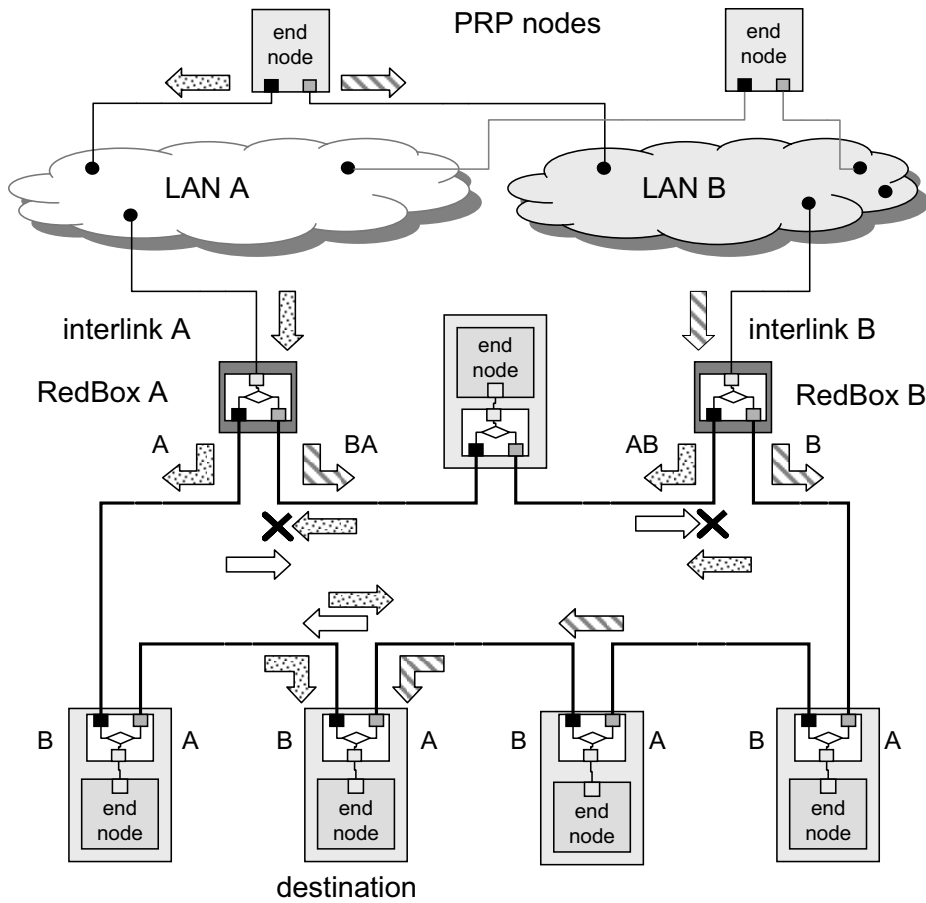 end
node
PRP nodes
end
node
LAN A
LAN B
interlink A
end
node
interlink B
RedBox A
RedBox B
A
BA
AB
B
B
A
B
A
B
A
B
A
end
node
end
node
end
node
end
node
destination